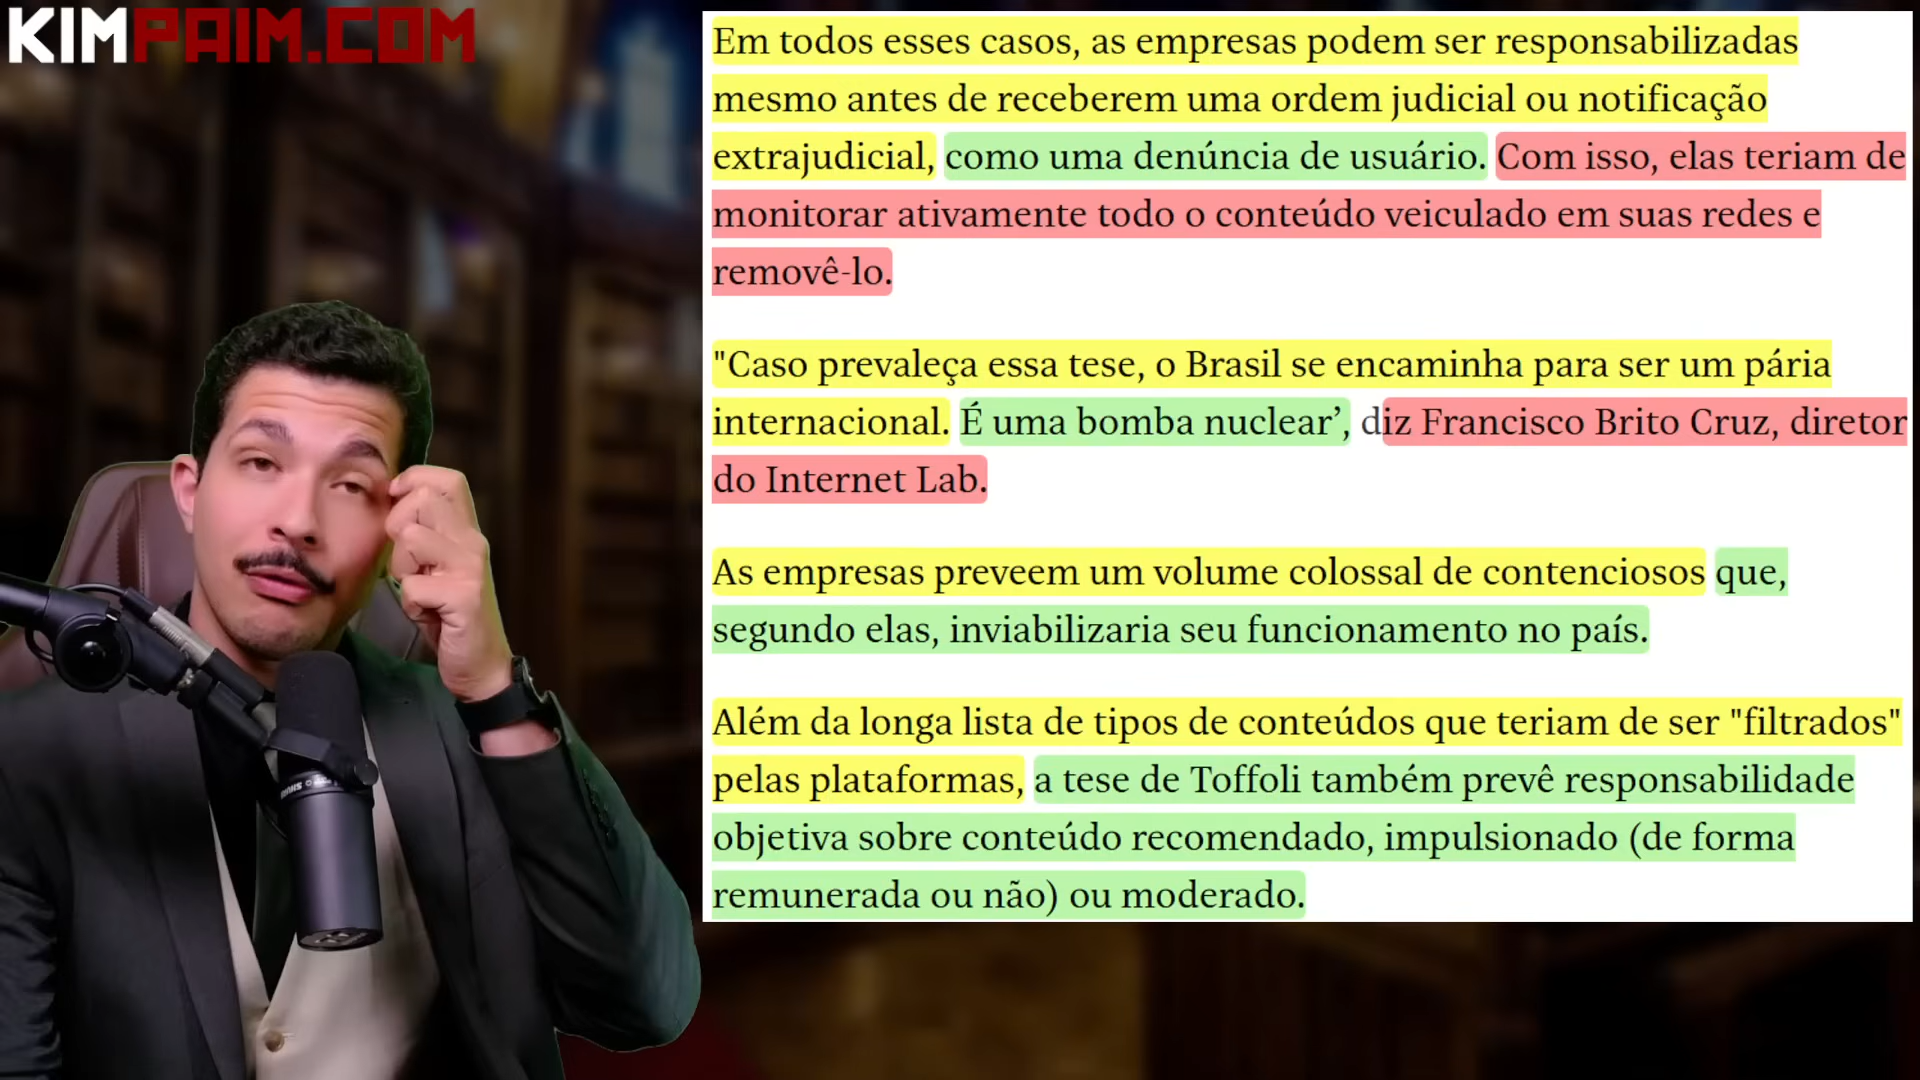 KIMPAIM.COM
Em todos esses casos, as empresas podem ser responsabilizadas
mesmo antes de receberem uma ordem judicial ou notificação
extrajudicial, como uma denúncia de usuário. Com isso, elas teriam de
monitorar ativamente todo o conteúdo veiculado em suas redes e
removê-lo.
"Caso prevaleça essa tese, o Brasil se encaminha para ser um pária
internacional. É uma bomba nuclear’, diz Francisco Brito Cruz, diretor
do Internet Lab.
As empresas preveem um volume colossal de contenciosos que,
segundo elas, inviabilizaria seu funcionamento no país.
Além da longa lista de tipos de conteúdos que teriam de ser "filtrados"
pelas plataformas, a tese de Toffoli também prevê responsabilidade
objetiva sobre conteúdo recomendado, impulsionado (de forma
remunerada ou não) ou moderado.